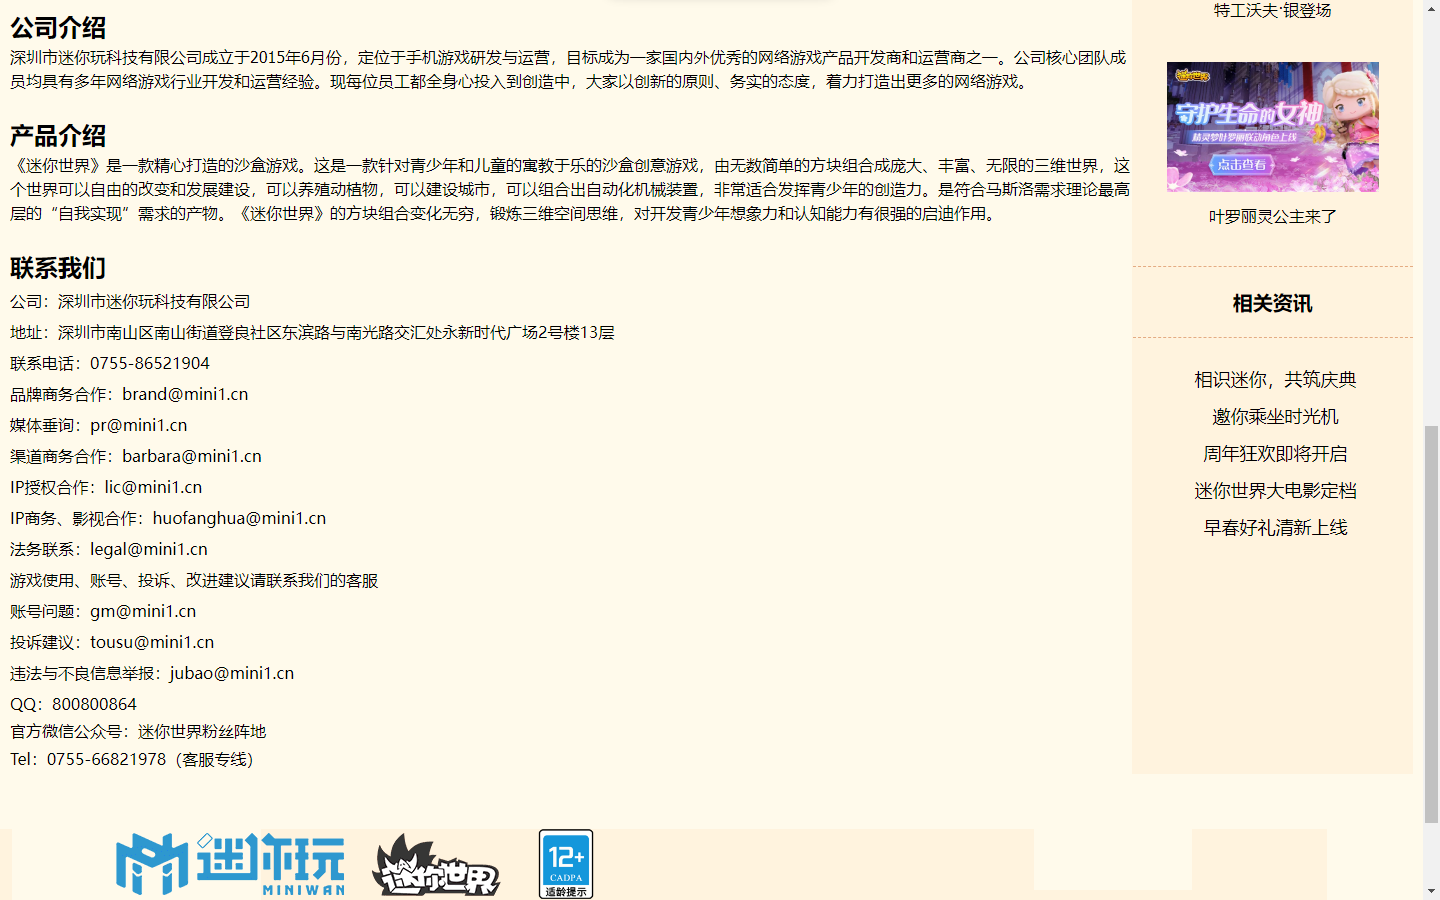 公司介绍
深圳市迷你玩科技有限公司成立于2015年6月份，定位于手机游戏研发与运营，目标成为一家国内外优秀的网络游戏产品开发商和运营商之一。公司核心团队成
员均具有多年网络游戏行业开发和运营经验。现每位员工都全身心投入到创造中，大家以创新的原则、务实的态度，着力打造出更多的网络游戏。
产品介绍
《迷你世界》是一款精心打造的沙盒游戏。这是一款针对青少年和儿童的寓教于乐的沙盒创意游戏，由无数简单的方块组合成庞大、丰富、无限的三维世界，这
个世界可以自由的改变和发展建设，可以养殖动植物，可以建设城市，可以组合出自动化机械装置，非常适合发挥青少年的创造力。是符合马斯洛需求理论最高
层的“自我实现”需求的产物。《迷你世界》的方块组合变化无穷，锻炼三维空间思维，对开发青少年想象力和认知能力有很强的启迪作用。
联系我们
公司：深圳市迷你玩科技有限公司
地址：深圳市南山区南山街道登良社区东滨路与南光路交汇处永新时代广场2号楼13层
联系电话：0755-86521904
品牌商务合作：brand@mini1.cn
媒体垂询：pr@mini1.cn
渠道商务合作：barbara@mini1.cn
IP授权合作：lic@mini1.cn
IP商务、影视合作：huofanghua@mini1.cn
法务联系：legal@mini1.cn
游戏使用、账号、投诉、改进建议请联系我们的客服
账号问题：gm@mini1.cn
投诉建议：tousu@mini1.cn
违法与不良信息举报：jubao@mini1.cn
QQ：800800864
官方微信公众号：迷你世界粉丝阵地
Tel：0755-66821978（客服专线）
特工沃夫·银登场
迷你世界
守护生命的女神
精灵梦叶罗丽联动角色上线
点击查看
叶罗丽灵公主来了
相关资讯
相识迷你，共筑庆典
邀你乘坐时光机
周年狂欢即将开启
迷你世界大电影定档
早春好礼清新上线
迷你玩
MINIWAN
迷你世界
12+
CADPA
适龄提示